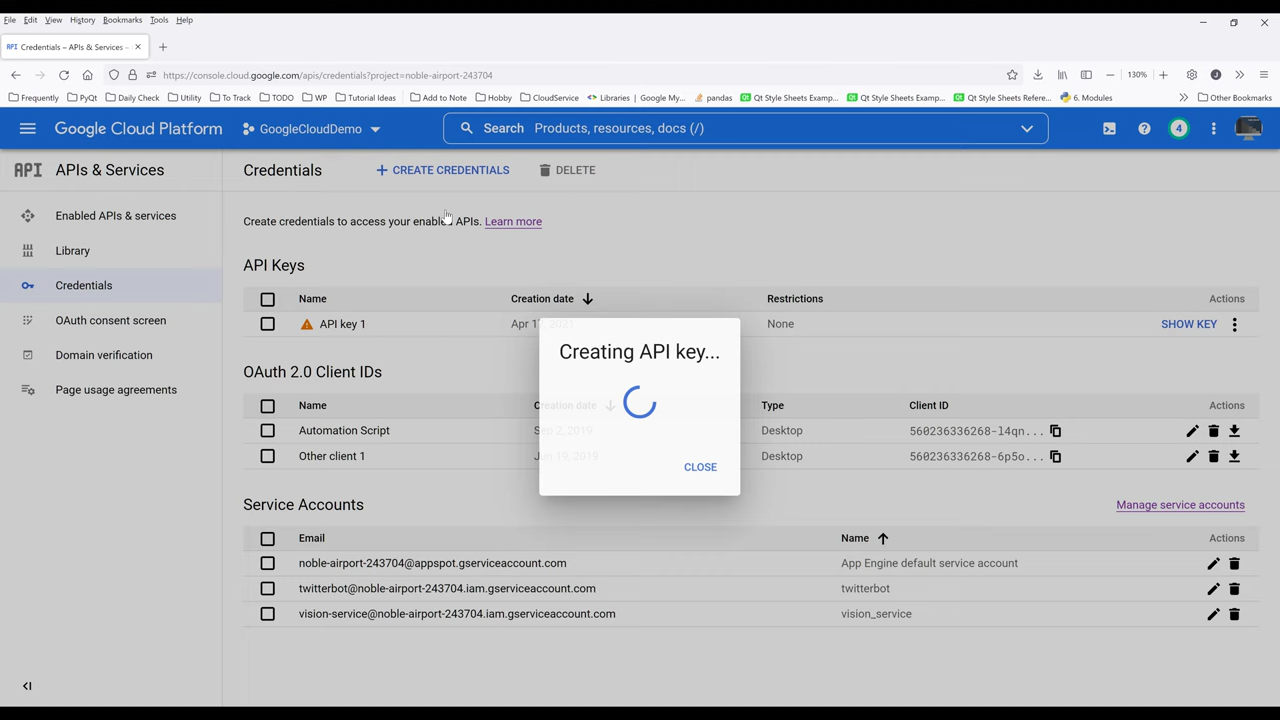 File Edit View History Bookmarks Tools Help
API Credentials – APIs & Services –
https://console.cloud.google.com/apis/credentials?project=noble-airport-243704 130% J
Frequently PyQt Daily Check Utility To Track TODO WP Tutorial Ideas Add to Note Hobby CloudService Libraries | Google My... pandas Qt Style Sheets Examp... Qt Style Sheets Examp... Qt Style Sheets Refere... 6. Modules Other Bookmarks
Google Cloud Platform GoogleCloudDemo Search Products, resources, docs (/) 4
API APIs & Services Credentials CREATE CREDENTIALS DELETE
Enabled APIs & services
Library
Credentials
OAuth consent screen
Domain verification
Page usage agreements
Create credentials to access your enabled APIs. Learn more
API Keys
Name Creation date Restrictions Actions
API key 1 Apr 17, 2021 None SHOW KEY
Creating API key...
CLOSE
OAuth 2.0 Client IDs
Name Creation date Type Client ID Actions
Automation Script Sep 2, 2019 Desktop 560236336268-l4qn...
Other client 1 Jun 19, 2019 Desktop 560236336268-6p5o...
Service Accounts Manage service accounts
Email Name Actions
noble-airport-243704@appspot.gserviceaccount.com App Engine default service account
twitterbot@noble-airport-243704.iam.gserviceaccount.com twitterbot
vision-service@noble-airport-243704.iam.gserviceaccount.com vision_service